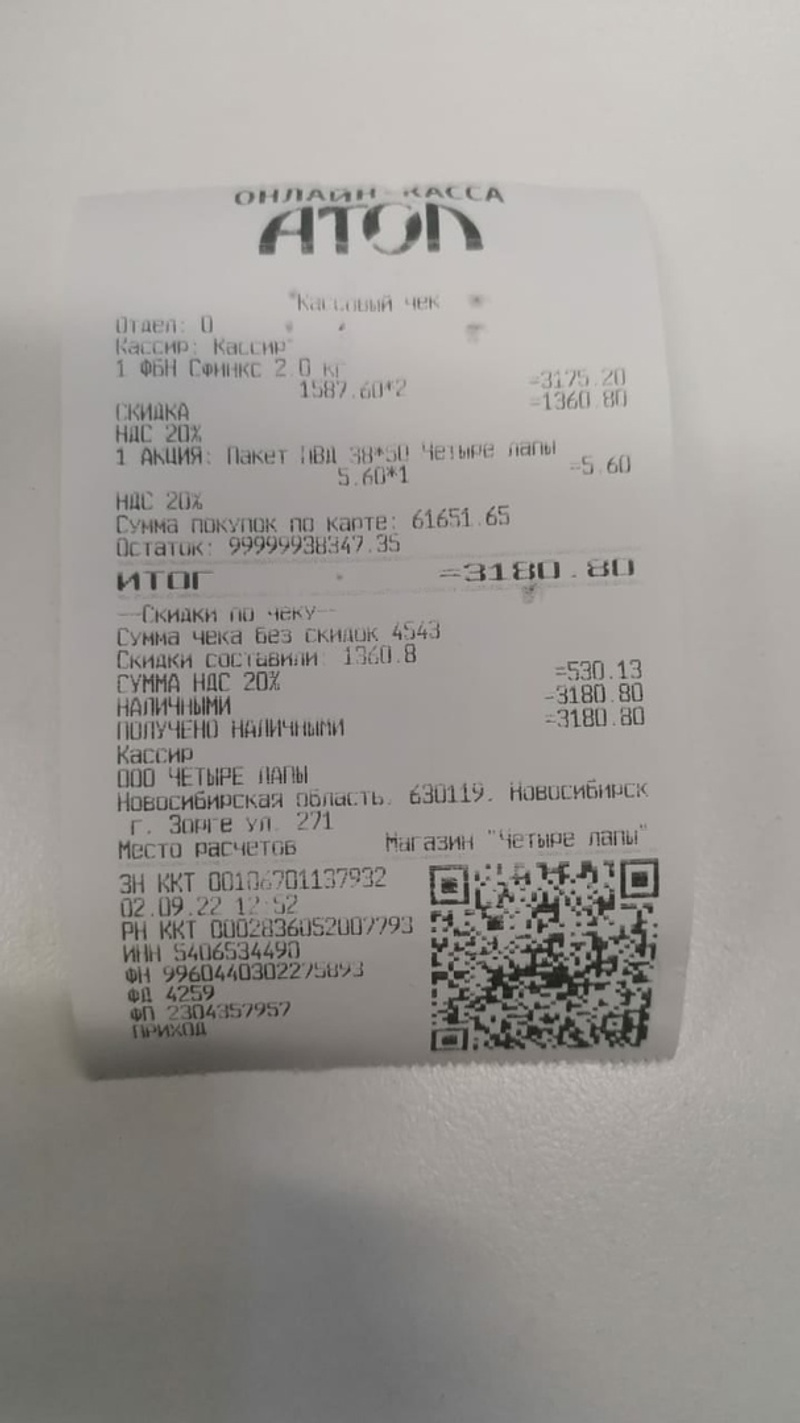 ОНЛАЙН-КАССА
АТОЛ
Кассовый чек
Отдел: 0
Кассир: Кассир
1 ФБН Сфинкс 2.0 кг
1587.60*2 =3175.20
СКИДКА =1360.80
НДС 20%
1 АКЦИЯ: Пакет ПВД 38*50 Четыре лапы
5.60*1 =5.60
НДС 20%
Сумма покупок по карте: 61651.65
Остаток: 99999938347.35
ИТОГ =3180.80
---Скидки по чеку---
Сумма чека без скидок 4543
Скидки составили: 1360.8
СУММА НДС 20% =530.13
НАЛИЧНЫМИ =3180.80
ПОЛУЧЕНО НАЛИЧНЫМИ =3180.80
Кассир
ООО ЧЕТЫРЕ ЛАПЫ
Новосибирская область. 630119. Новосибирск
г. Зорге ул. 271
Место расчетов Магазин "Четыре лапы"
ЗН ККТ 00106701137932
02.09.22 12:52
РН ККТ 0002836052007793
ИНН 5406534490
ФН 9960440302275893
ФД 4259
ФП 2304357957
ПРИХОД